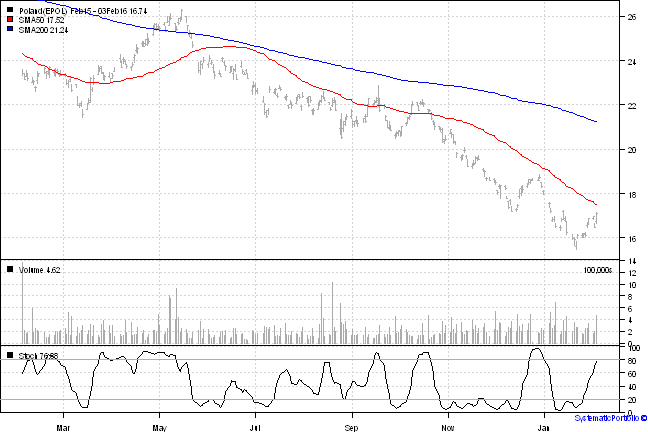 Poland(EPOL) Feb15 - 03Feb16 16.74
SMA50 17.52
SMA200 21.24
26
24
22
20
18
16
Volume 4.62
100,000s
14
12
10
8
6
4
2
0
Stoch 76.68
100
80
60
40
20
0
Mar May Jul Sep Nov Jan
SystematicPortfolio ©